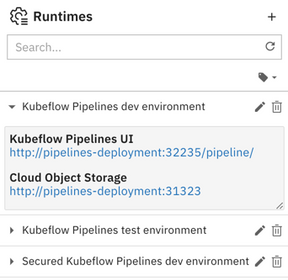 Runtimes
Search...
Kubeflow Pipelines dev environment
Kubeflow Pipelines UI
http://pipelines-deployment:32235/pipeline/
Cloud Object Storage
http://pipelines-deployment:31323
Kubeflow Pipelines test environment
Secured Kubeflow Pipelines dev environment